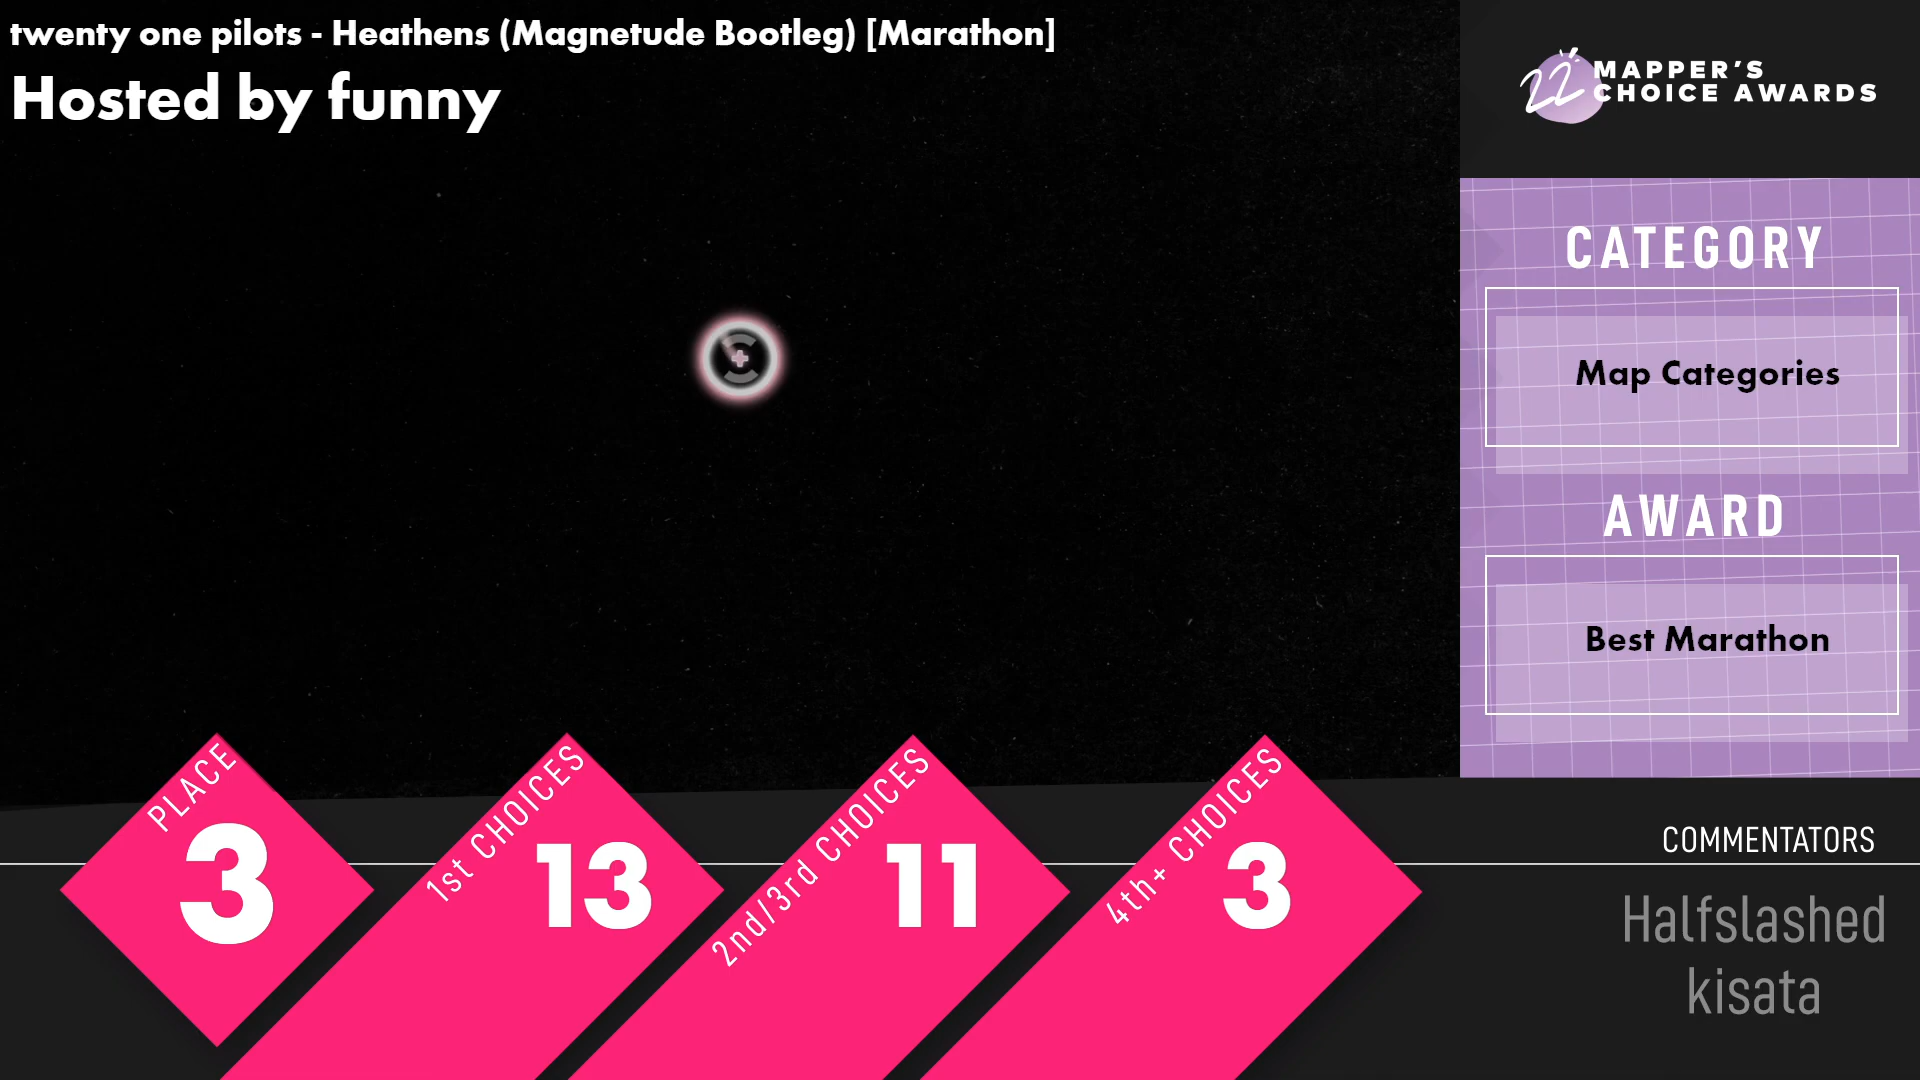 twenty one pilots - Heathens (Magnetude Bootleg) [Marathon]
Hosted by funny
22
MAPPER'S
CHOICE AWARDS
CATEGORY
Map Categories
AWARD
Best Marathon
PLACE
3
1st CHOICES
13
2nd/3rd CHOICES
11
4th+ CHOICES
3
COMMENTATORS
Halfslashed
kisata